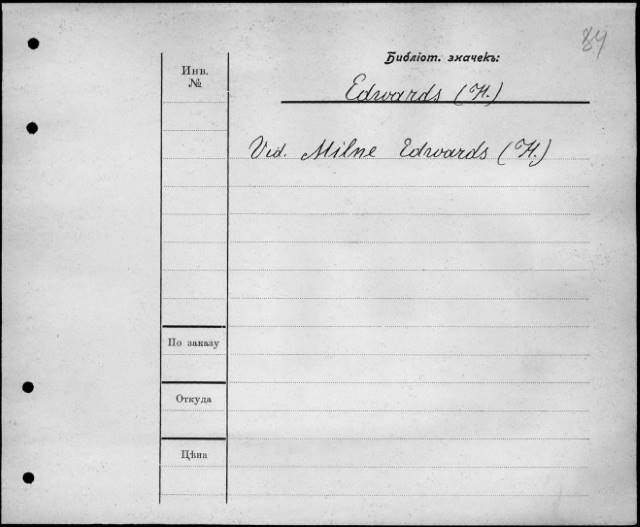 84
Библіот. значекъ:
Инв.
№
Edwards (H.)
Vid. Milne Edwards (H.)
По заказу
Откуда
Цѣна